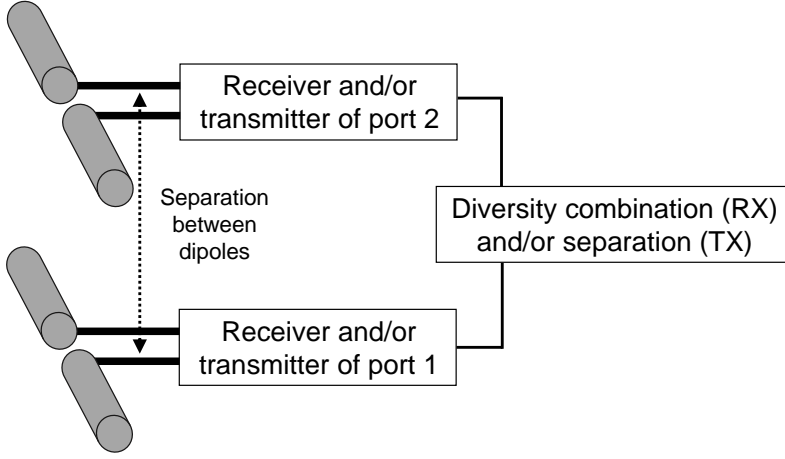 Receiver and/or
transmitter of port 2
Separation
between
dipoles
Diversity combination (RX)
and/or separation (TX)
Receiver and/or
transmitter of port 1